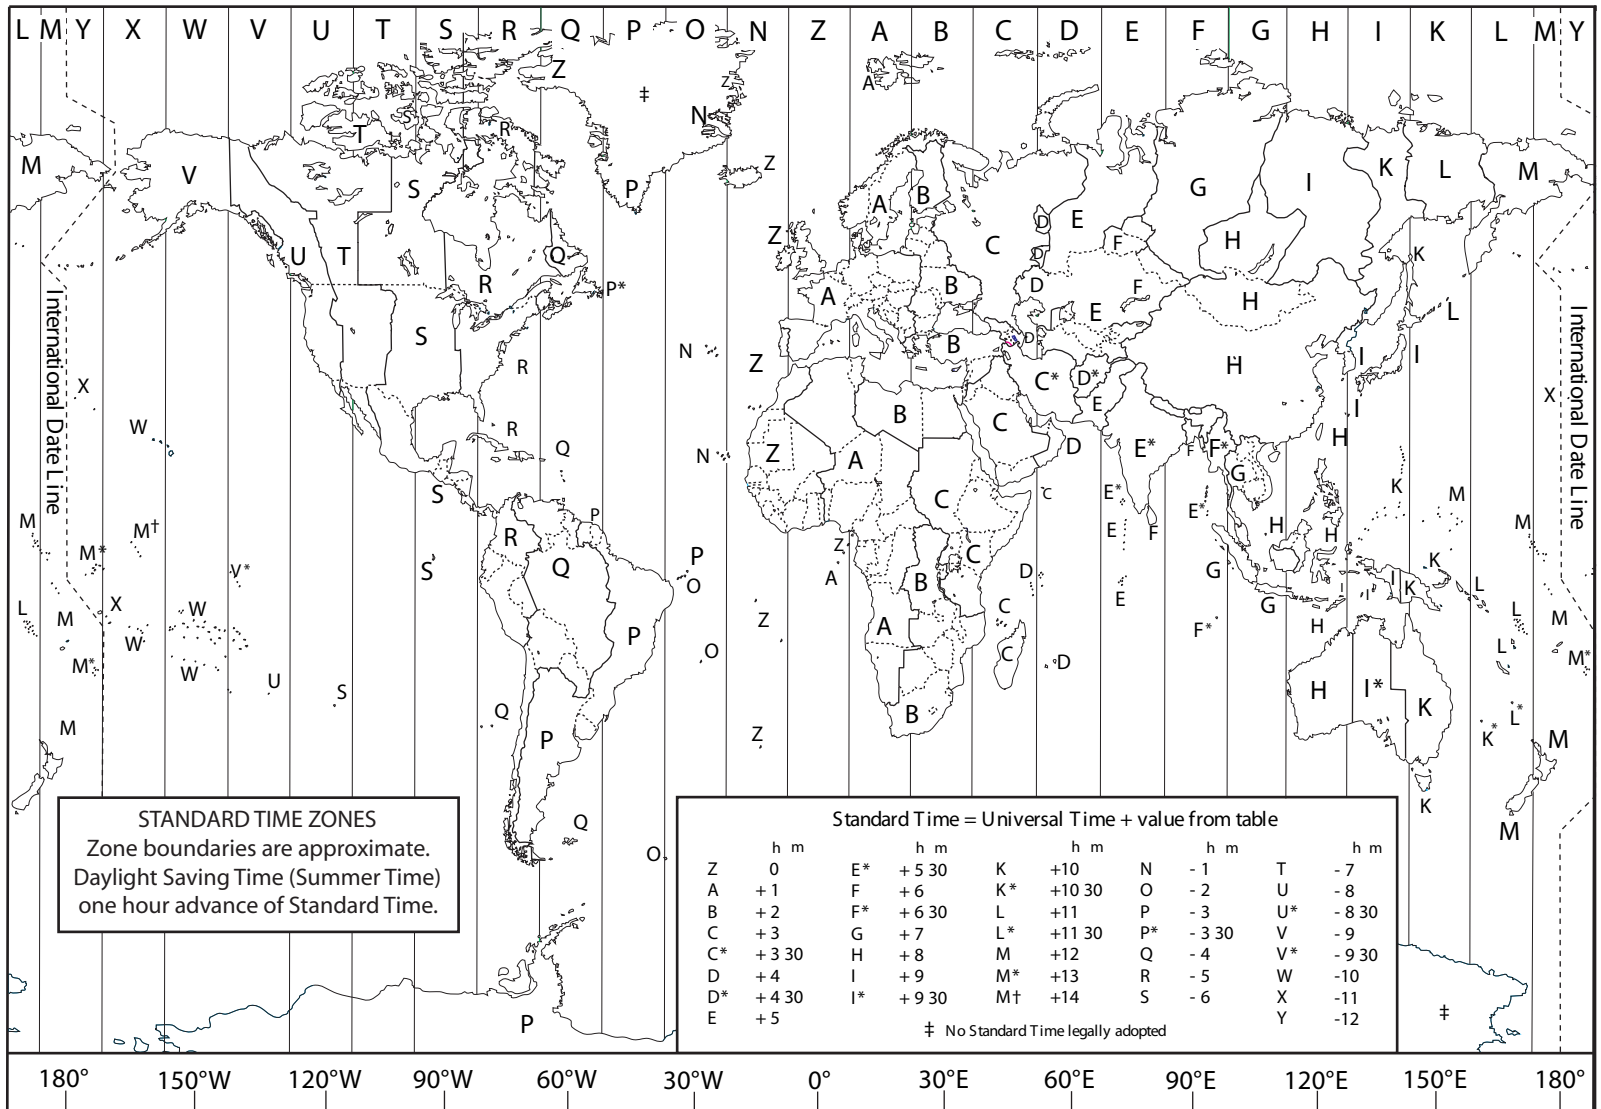 L M Y X W V U T S R Q P O N Z A B C D E F G H I K L M Y
Z
A
‡
Z
N
S
T
R
Z
M
V
S
P
A
B
G
I
K
L
M
D
E
Z
C
F
H
K
U
T
Q
D
R
P*
A
B
D
E
F
H
L
International Date Line
S
B
D
I
I
International Date Line
N
Z
H
X
R
C*
D*
E
X
W
R
Q
B
C
D
E*
F
F*
I
H
N
Z
A
G
S
C
C
E*
K
M
M
M†
P
R
E*
E
F
H
H
M
M*
V*
S
Q
P
O
Z
A
B
C
D
G
K
I
K
L
L
M
X
W
W
P
Z
A
C
E
F*
G
H
I
I
L
M
M*
W
U
S
O
C
D
H
I*
K
L
M*
M
Q
P
Z
B
L*
K*
M
Q
O
K
M
STANDARD TIME ZONES
Zone boundaries are approximate.
Daylight Saving Time (Summer Time)
one hour advance of Standard Time.
Standard Time = Universal Time + value from table
h m h m h m h m h m
Z 0 E* + 5 30 K +10 N - 1 T - 7
A + 1 F + 6 K* +10 30 O - 2 U - 8
B + 2 F* + 6 30 L +11 P - 3 U* - 8 30
C + 3 G + 7 L* +11 30 P* - 3 30 V - 9
C* + 3 30 H + 8 M +12 Q - 4 V* - 9 30
D + 4 I + 9 M* +13 R - 5 W -10
D* + 4 30 I* + 9 30 M† +14 S - 6 X -11
E + 5 Y -12
‡ No Standard Time legally adopted
P
‡
180° 150°W 120°W 90°W 60°W 30°W 0° 30°E 60°E 90°E 120°E 150°E 180°